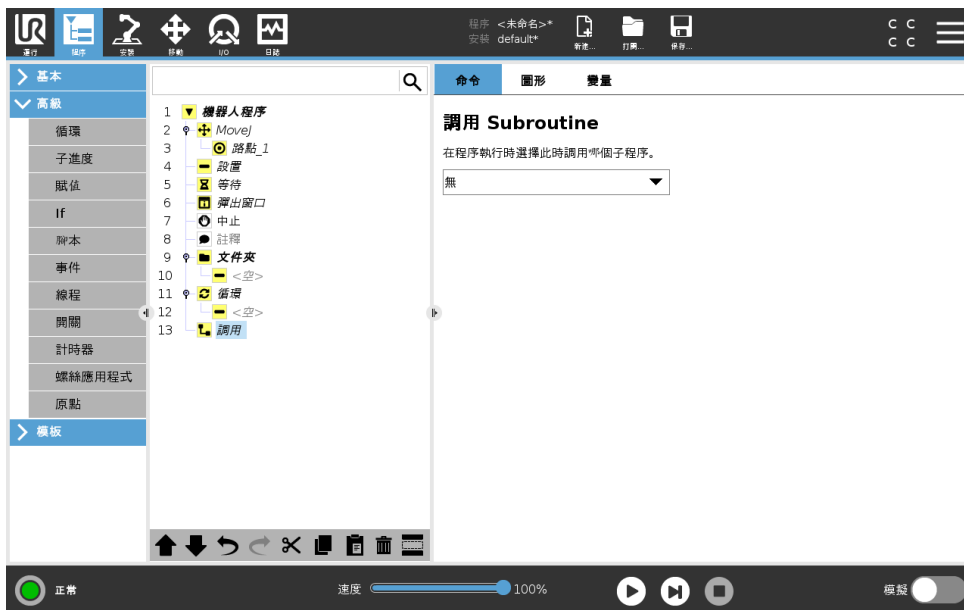 運行
程序
安裝
移動
I/O
日誌
程序 <未命名>*
安裝 default*
新建...
打開...
保存...
C C
C C
基本
高級
循環
子進度
賦值
If
腳本
事件
線程
開關
計時器
螺絲應用程式
原點
模板
1 機器人程序
2 MoveJ
3 路點_1
4 設置
5 等待
6 彈出窗口
7 中止
8 註釋
9 文件夾
10 <空>
11 循環
12 <空>
13 調用
命令 圖形 變量
調用 Subroutine
在程序執行時選擇此時調用哪個子程序。
無
正常
速度 100%
模擬